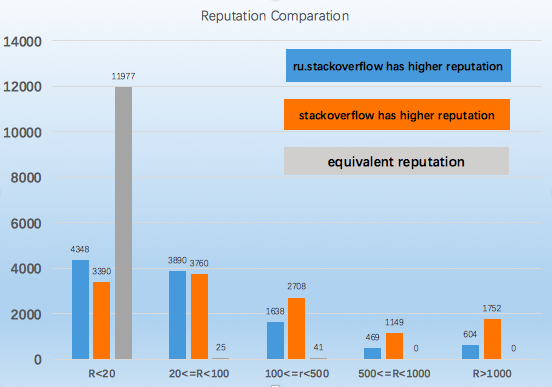 Reputation Comparation
14000
12000
10000
8000
6000
4000
2000
0
ru.stackoverflow has higher reputation
stackoverflow has higher reputation
equivalent reputation
4348 3390 11977
3890 3760 25
1638 2708 41
469 1149 0
604 1752 0
R<20 20<=R<100 100<=r<500 500<=R<1000 R>1000